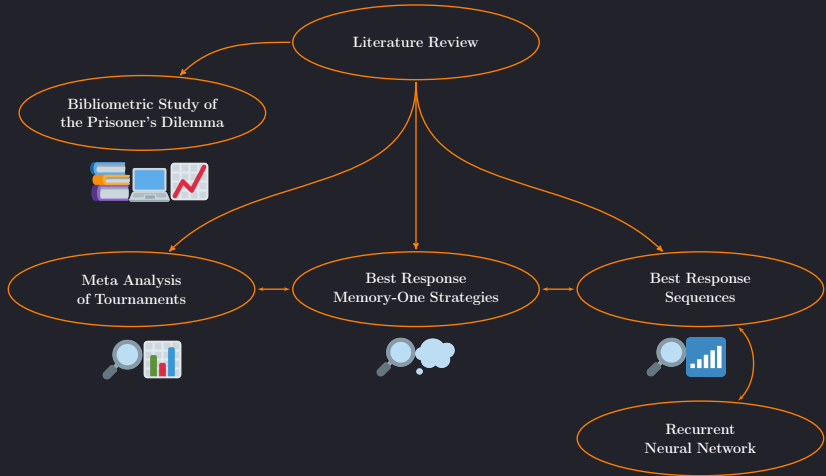 Literature Review
Bibliometric Study of
the Prisoner's Dilemma
Meta Analysis
of Tournaments
Best Response
Memory-One Strategies
Best Response
Sequences
Recurrent
Neural Network